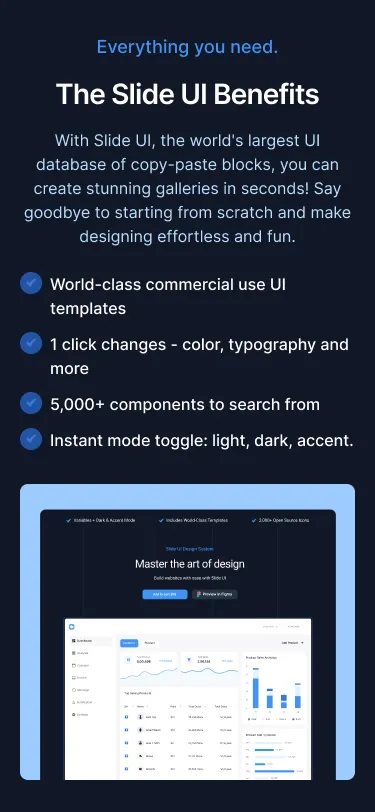 Everything you need.
The Slide UI Benefits
With Slide UI, the world's largest UI
database of copy-paste blocks, you can
create stunning galleries in seconds! Say
goodbye to starting from scratch and make
designing effortless and fun.
World-class commercial use UI
templates
1 click changes - color, typography and
more
5,000+ components to search from
Instant mode toggle: light, dark, accent.
Variables + Dark & Accent Mode
Includes World-Class Templates
2,000+ Open Source Icons
Slide UI Design System
Master the art of design
Build websites with ease with Slide UI
Preview in Figma
Dashboard
Products
Top Selling Products